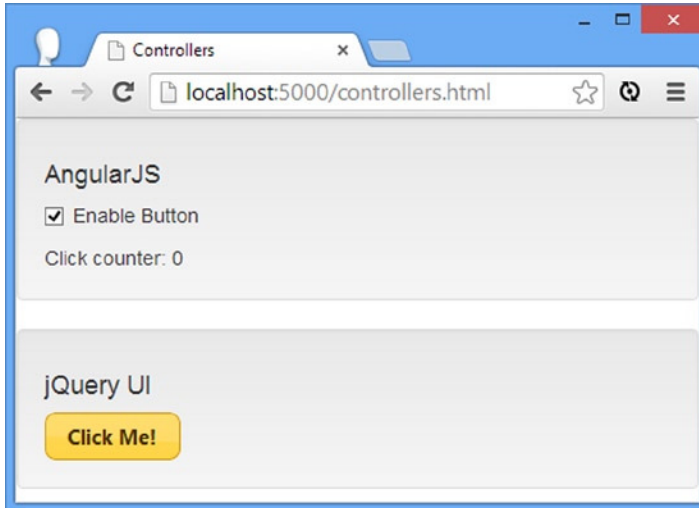 Controllers
localhost:5000/controllers.html
AngularJS
Enable Button
Click counter: 0
jQuery UI
Click Me!